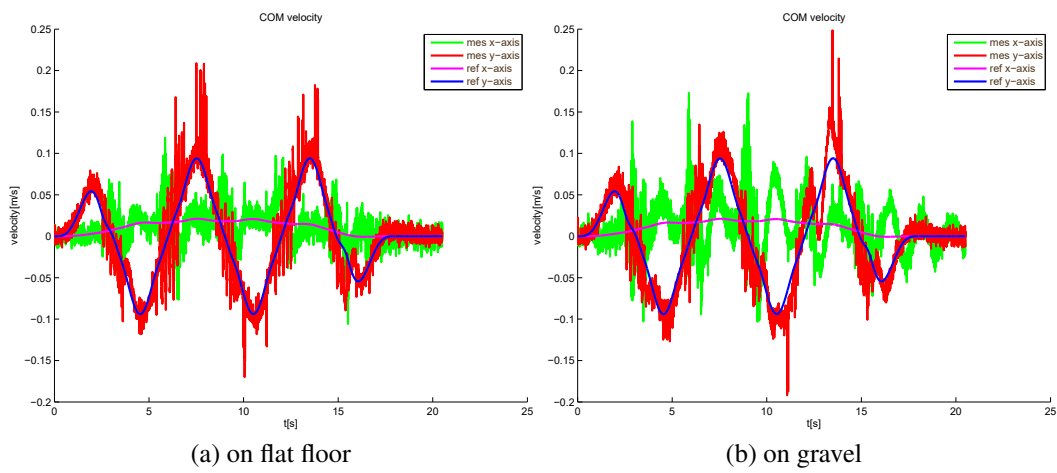 COM velocity
0.25
0.2
0.15
0.1
0.05
0
−0.05
−0.1
−0.15
−0.2
velocity[m/s]
mes x−axis
mes y−axis
ref x−axis
ref y−axis
0 5 10 15 20 25
t[s]
(a) on flat floor
COM velocity
0.25
0.2
0.15
0.1
0.05
0
−0.05
−0.1
−0.15
−0.2
velocity[m/s]
mes x−axis
mes y−axis
ref x−axis
ref y−axis
0 5 10 15 20 25
t[s]
(b) on gravel